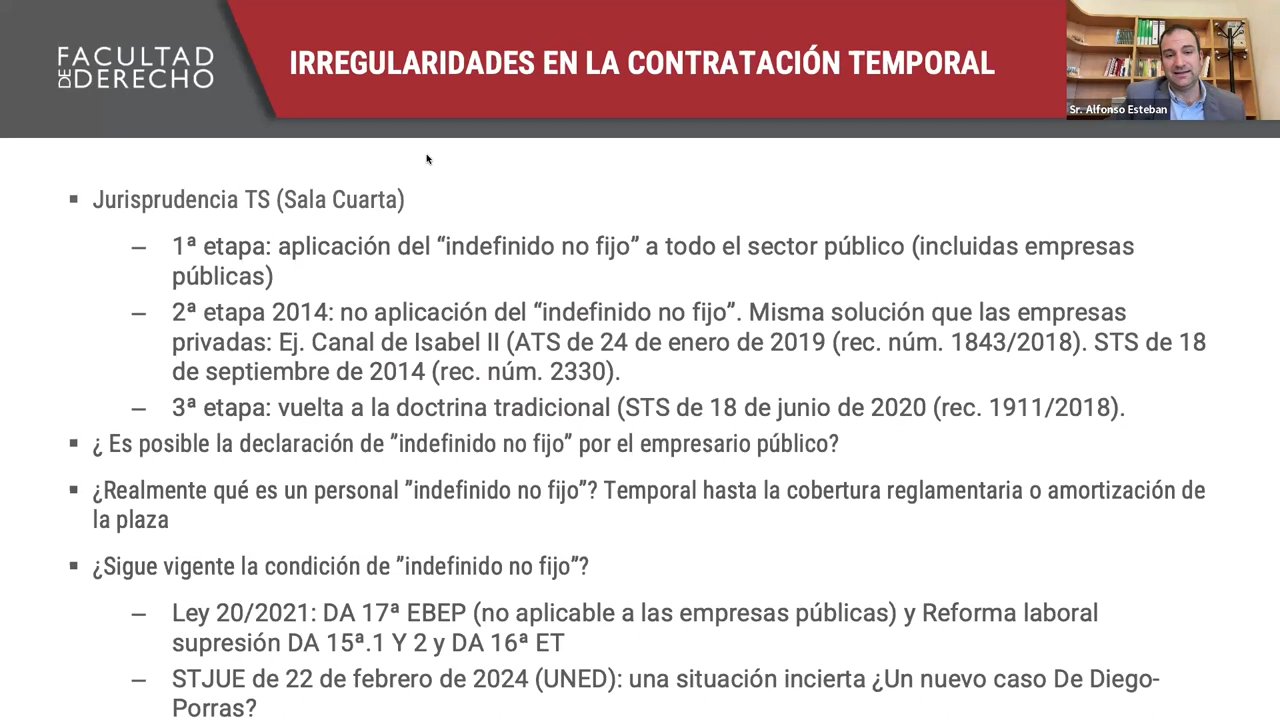 FACULTAD
DE DERECHO
IRREGULARIDADES EN LA CONTRATACIÓN TEMPORAL
Sr. Alfonso Esteban
▪ Jurisprudencia TS (Sala Cuarta)
– 1ª etapa: aplicación del “indefinido no fijo” a todo el sector público (incluidas empresas
públicas)
– 2ª etapa 2014: no aplicación del “indefinido no fijo”. Misma solución que las empresas
privadas: Ej. Canal de Isabel II (ATS de 24 de enero de 2019 (rec. núm. 1843/2018). STS de 18
de septiembre de 2014 (rec. núm. 2330).
– 3ª etapa: vuelta a la doctrina tradicional (STS de 18 de junio de 2020 (rec. 1911/2018).
▪ ¿ Es posible la declaración de ”indefinido no fijo” por el empresario público?
▪ ¿Realmente qué es un personal ”indefinido no fijo”? Temporal hasta la cobertura reglamentaria o amortización de
la plaza
▪ ¿Sigue vigente la condición de ”indefinido no fijo”?
– Ley 20/2021: DA 17ª EBEP (no aplicable a las empresas públicas) y Reforma laboral
supresión DA 15ª.1 Y 2 y DA 16ª ET
– STJUE de 22 de febrero de 2024 (UNED): una situación incierta ¿Un nuevo caso De Diego-
Porras?